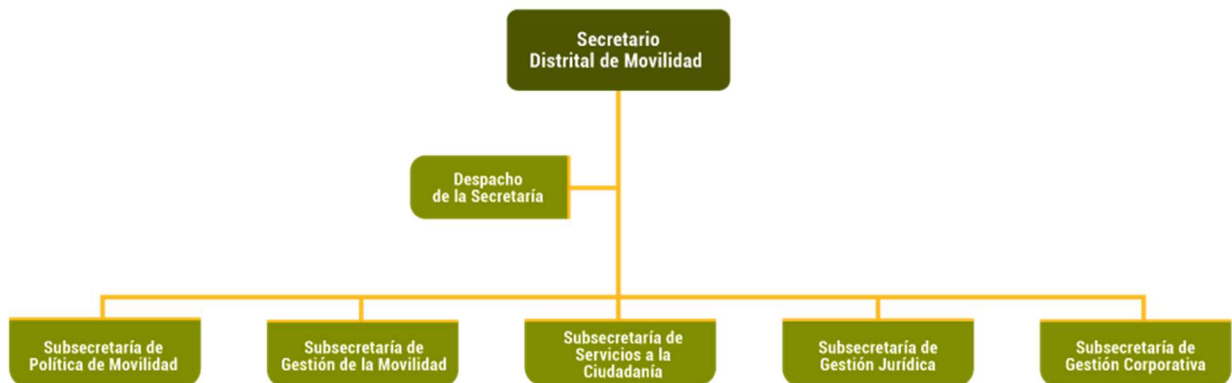 Secretario
Distrital de Movilidad
Despacho
de la Secretaría
Subsecretaría de
Política de Movilidad
Subsecretaría de
Gestión de la Movilidad
Subsecretaría de
Servicios a la
Ciudadanía
Subsecretaría de
Gestión Jurídica
Subsecretaría de
Gestión Corporativa